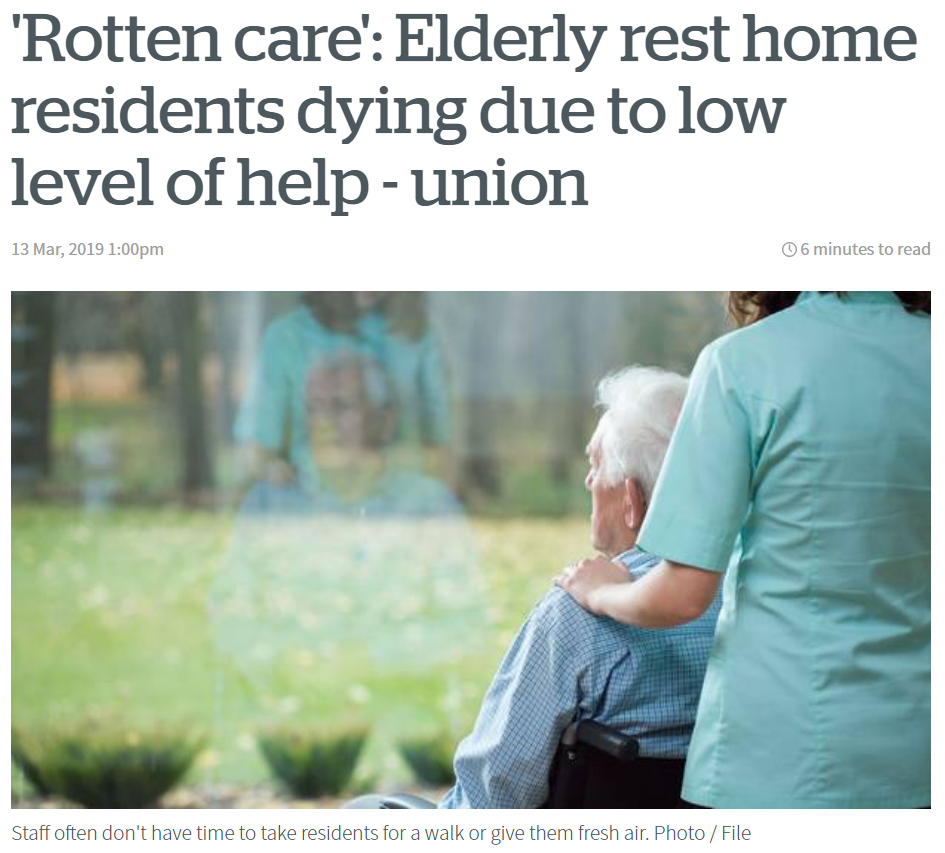 'Rotten care': Elderly rest home
residents dying due to low
level of help - union
13 Mar, 2019 1:00pm
6 minutes to read
Staff often don't have time to take residents for a walk or give them fresh air. Photo / File